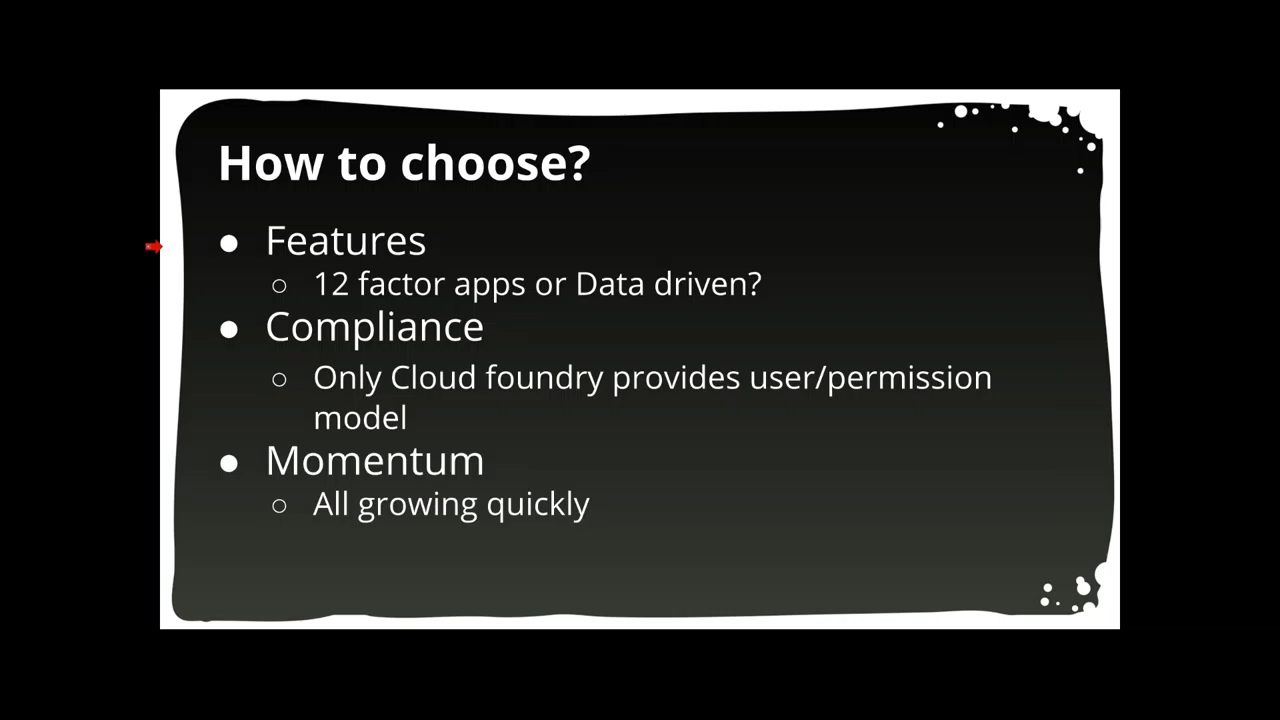 How to choose?
● Features
○ 12 factor apps or Data driven?
● Compliance
○ Only Cloud foundry provides user/permission
model
● Momentum
○ All growing quickly